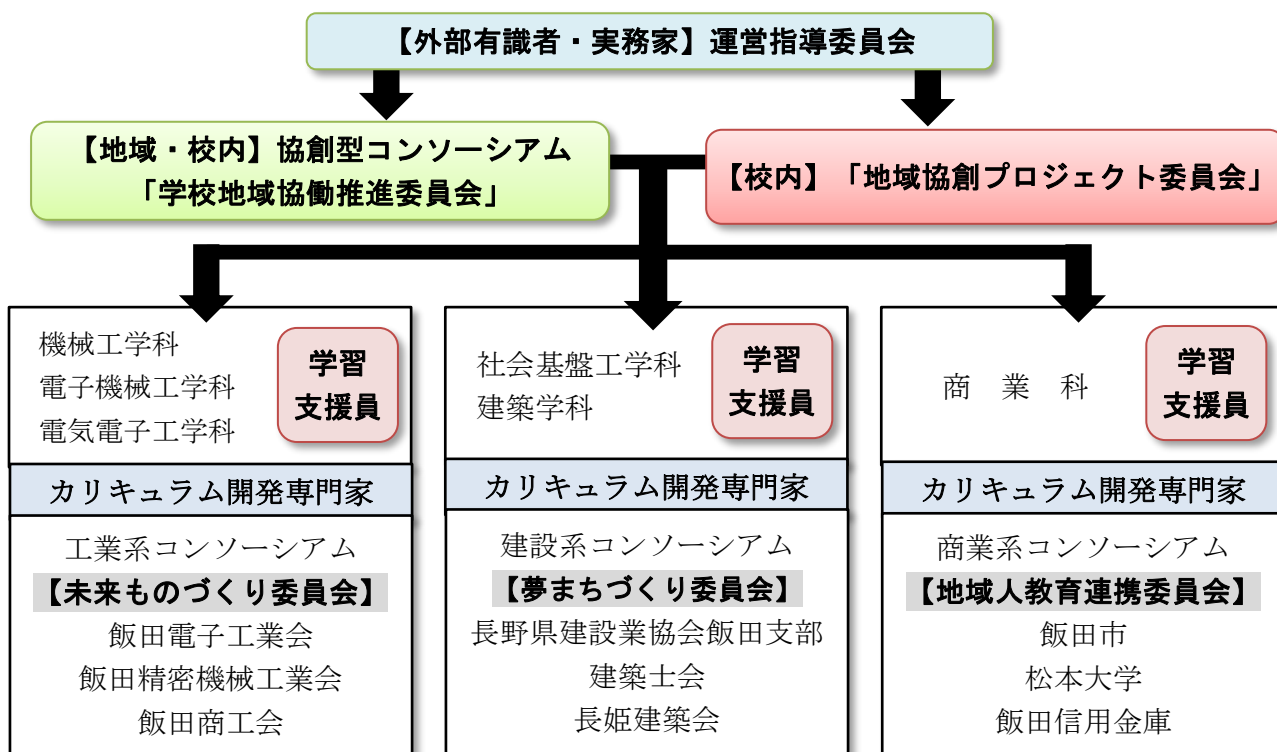 【外部有識者・実務家】運営指導委員会
【地域・校内】協創型コンソーシアム
「学校地域協働推進委員会」
【校内】「地域協創プロジェクト委員会」
機械工学科
電子機械工学科
電気電子工学科
学習
支援員
カリキュラム開発専門家
工業系コンソーシアム
【未来ものづくり委員会】
飯田電子工業会
飯田精密機械工業会
飯田商工会
社会基盤工学科
建築学科
学習
支援員
カリキュラム開発専門家
建設系コンソーシアム
【夢まちづくり委員会】
長野県建設業協会飯田支部
建築士会
長姫建築会
商　業　科
学習
支援員
カリキュラム開発専門家
商業系コンソーシアム
【地域人教育連携委員会】
飯田市
松本大学
飯田信用金庫